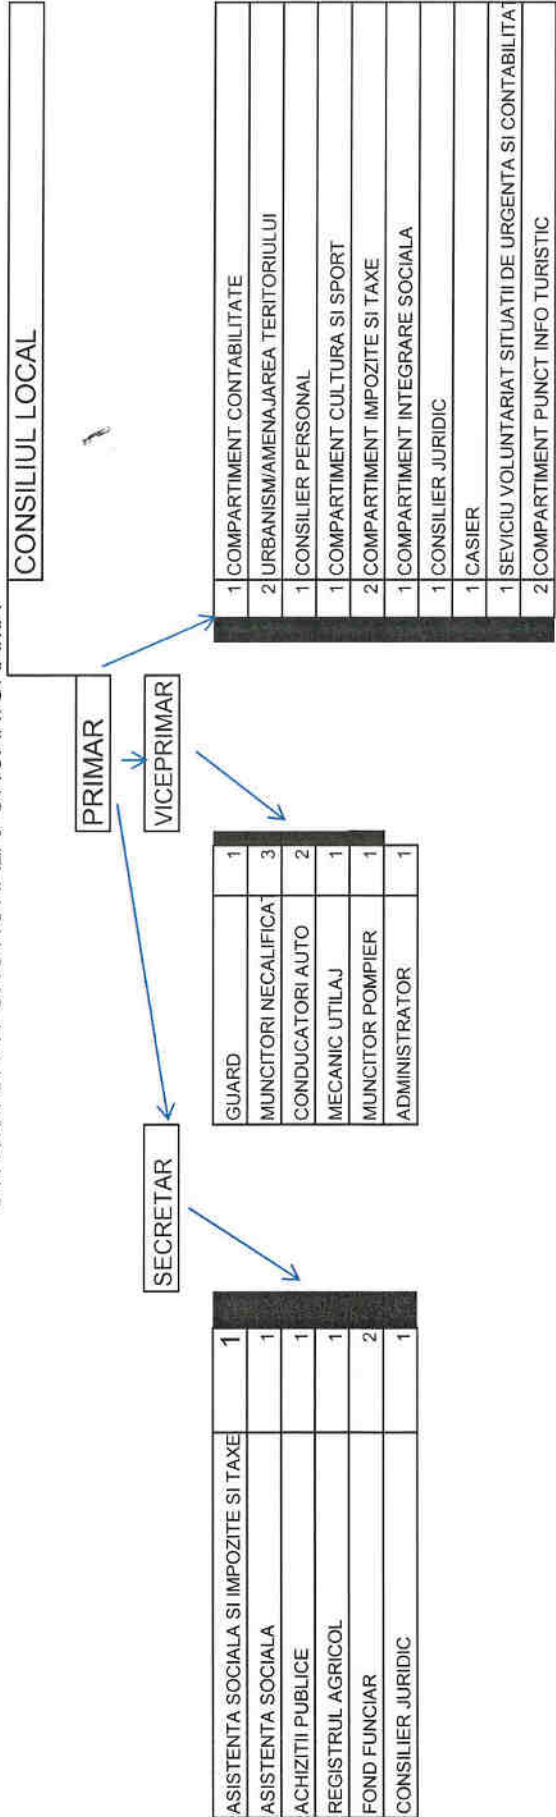 CONSILIUL LOCAL
PRIMAR
VICEPRIMAR
SECRETAR
ASISTENTA SOCIALA SI IMPOZITE SI TAXE 1
ASISTENTA SOCIALA 1
ACHIZITII PUBLICE 1
REGISTRUL AGRICOL 1
FOND FUNCIAR 2
CONSILIER JURIDIC 1
GUARD 1
MUNCITORI NECALIFICAT 3
CONDUCATORI AUTO 2
MECANIC UTILAJ 1
MUNCITOR POMPIER 1
ADMINISTRATOR 1
1 COMPARTIMENT CONTABILITATE
2 URBANISM/AMENAJAREA TERITORIULUI
1 CONSILIER PERSONAL
1 COMPARTIMENT CULTURA SI SPORT
2 COMPARTIMENT IMPOZITE SI TAXE
1 COMPARTIMENT INTEGRARE SOCIALA
1 CONSILIER JURIDIC
1 CASIER
1 SEVICIU VOLUNTARIAT SITUATII DE URGENTA SI CONTABILITAT
2 COMPARTIMENT PUNCT INFO TURISTIC